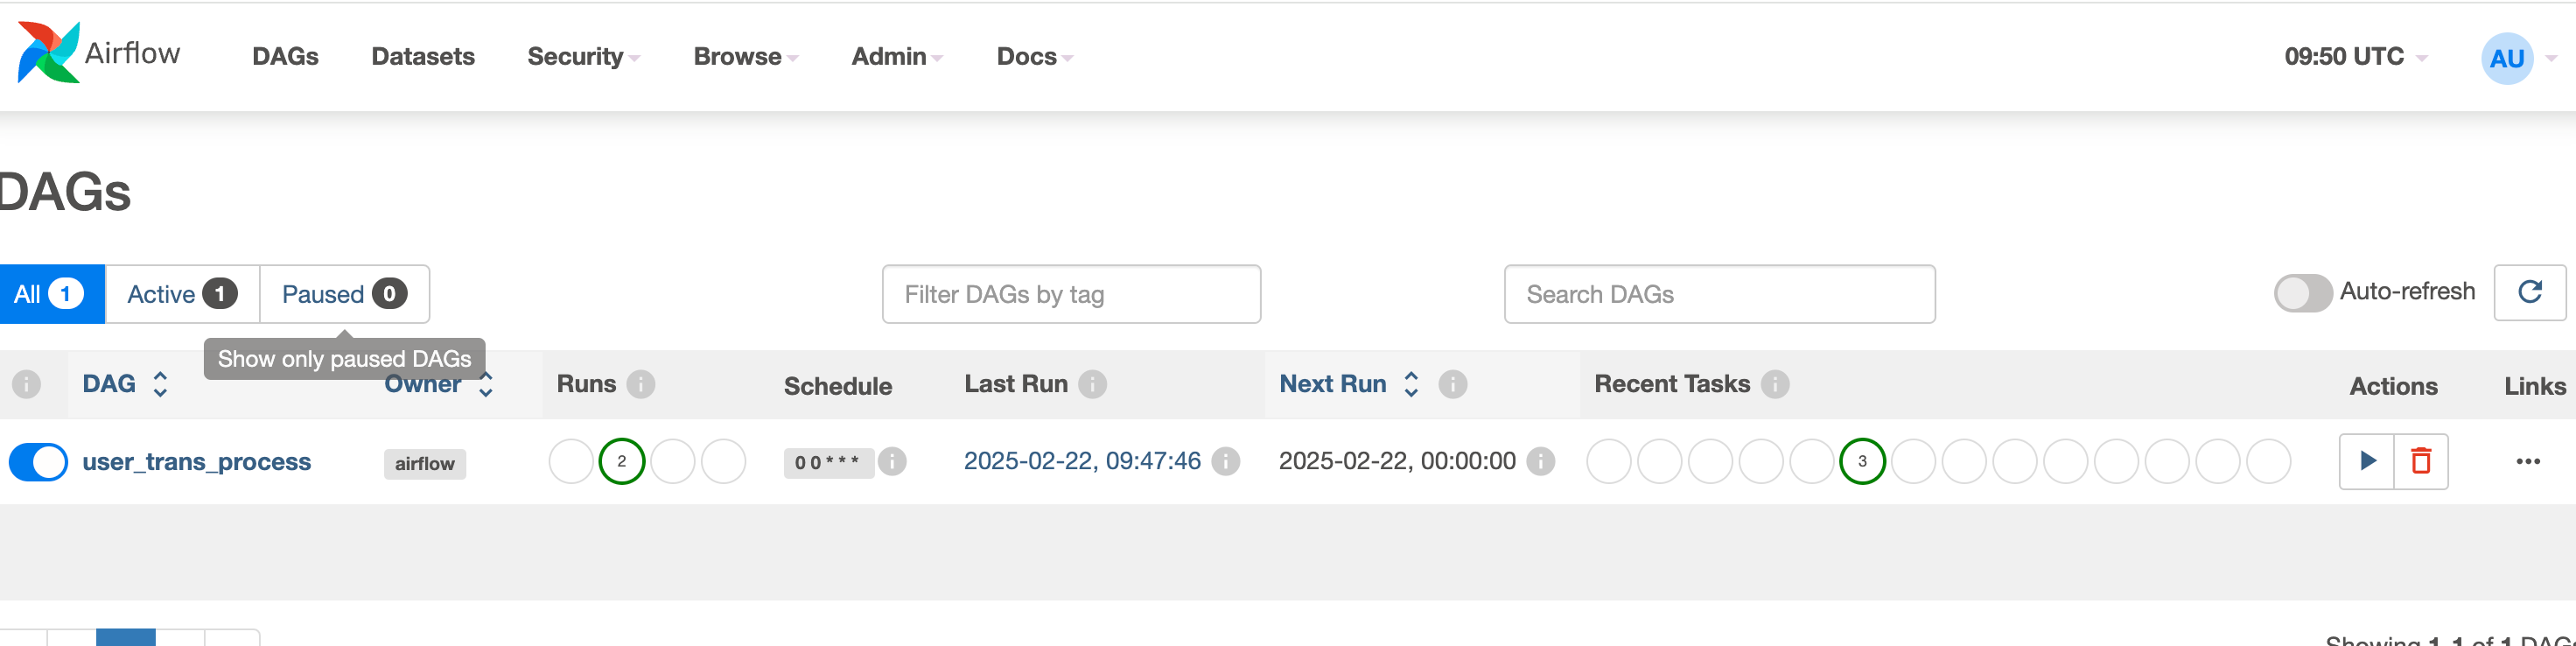 Airflow DAGs Datasets Security Browse Admin Docs 09:50 UTC AU
DAGs
All 1 Active 1 Paused 0 Filter DAGs by tag Search DAGs Auto-refresh
Show only paused DAGs
DAG Owner Runs Schedule Last Run Next Run Recent Tasks Actions Links
user_trans_process airflow 2 0 0 * * * 2025-02-22, 09:47:46 2025-02-22, 00:00:00 3
Showing 1-1 of 1 DAGs